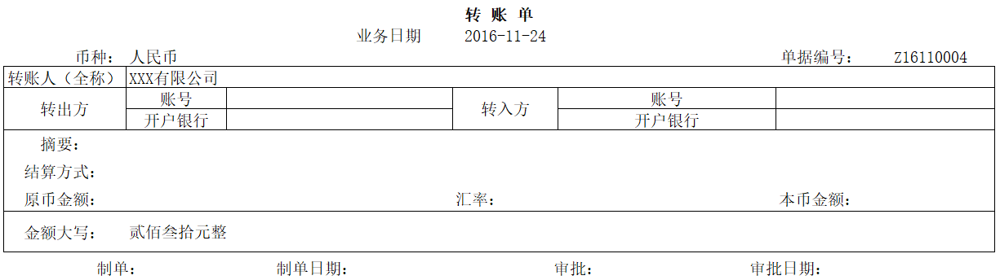 转 账 单
业务日期 2016-11-24
币种： 人民币 单据编号： Z16110004
转账人（全称） XXX有限公司
转出方 账号 转入方 账号
开户银行 开户银行
摘要：
结算方式：
原币金额： 汇率： 本币金额：
金额大写： 贰佰叁拾元整
制单： 制单日期： 审批： 审批日期：